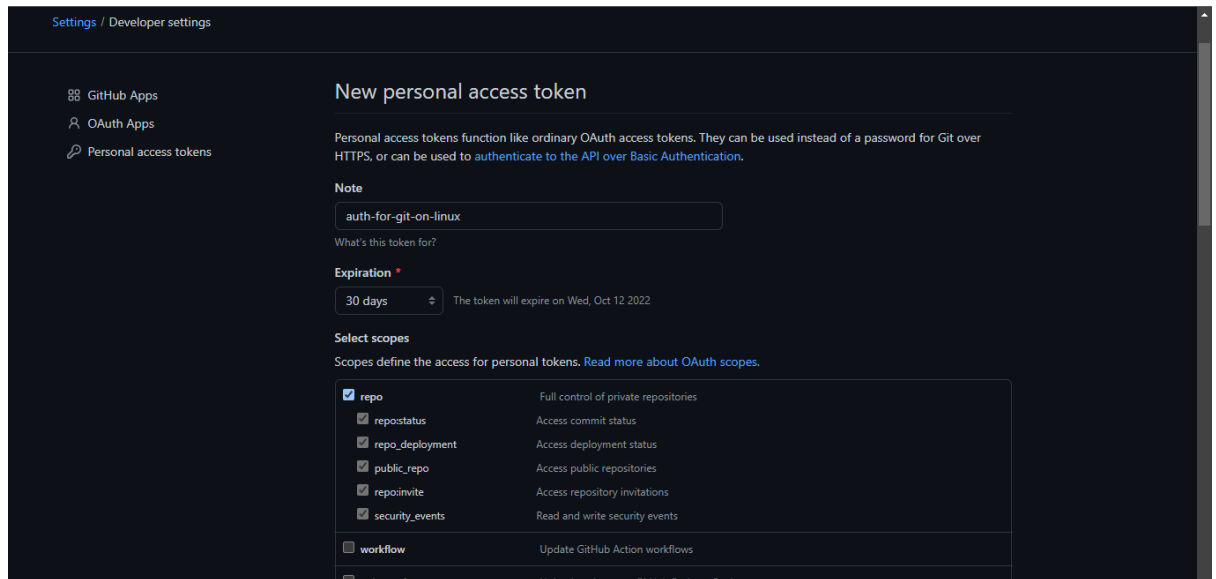 Settings / Developer settings
GitHub Apps
OAuth Apps
Personal access tokens
New personal access token
Personal access tokens function like ordinary OAuth access tokens. They can be used instead of a password for Git over
HTTPS, or can be used to authenticate to the API over Basic Authentication.
Note
auth-for-git-on-linux
What's this token for?
Expiration *
30 days The token will expire on Wed, Oct 12 2022
Select scopes
Scopes define the access for personal tokens. Read more about OAuth scopes.
repo Full control of private repositories
repo:status Access commit status
repo_deployment Access deployment status
public_repo Access public repositories
repo:invite Access repository invitations
security_events Read and write security events
workflow Update GitHub Action workflows